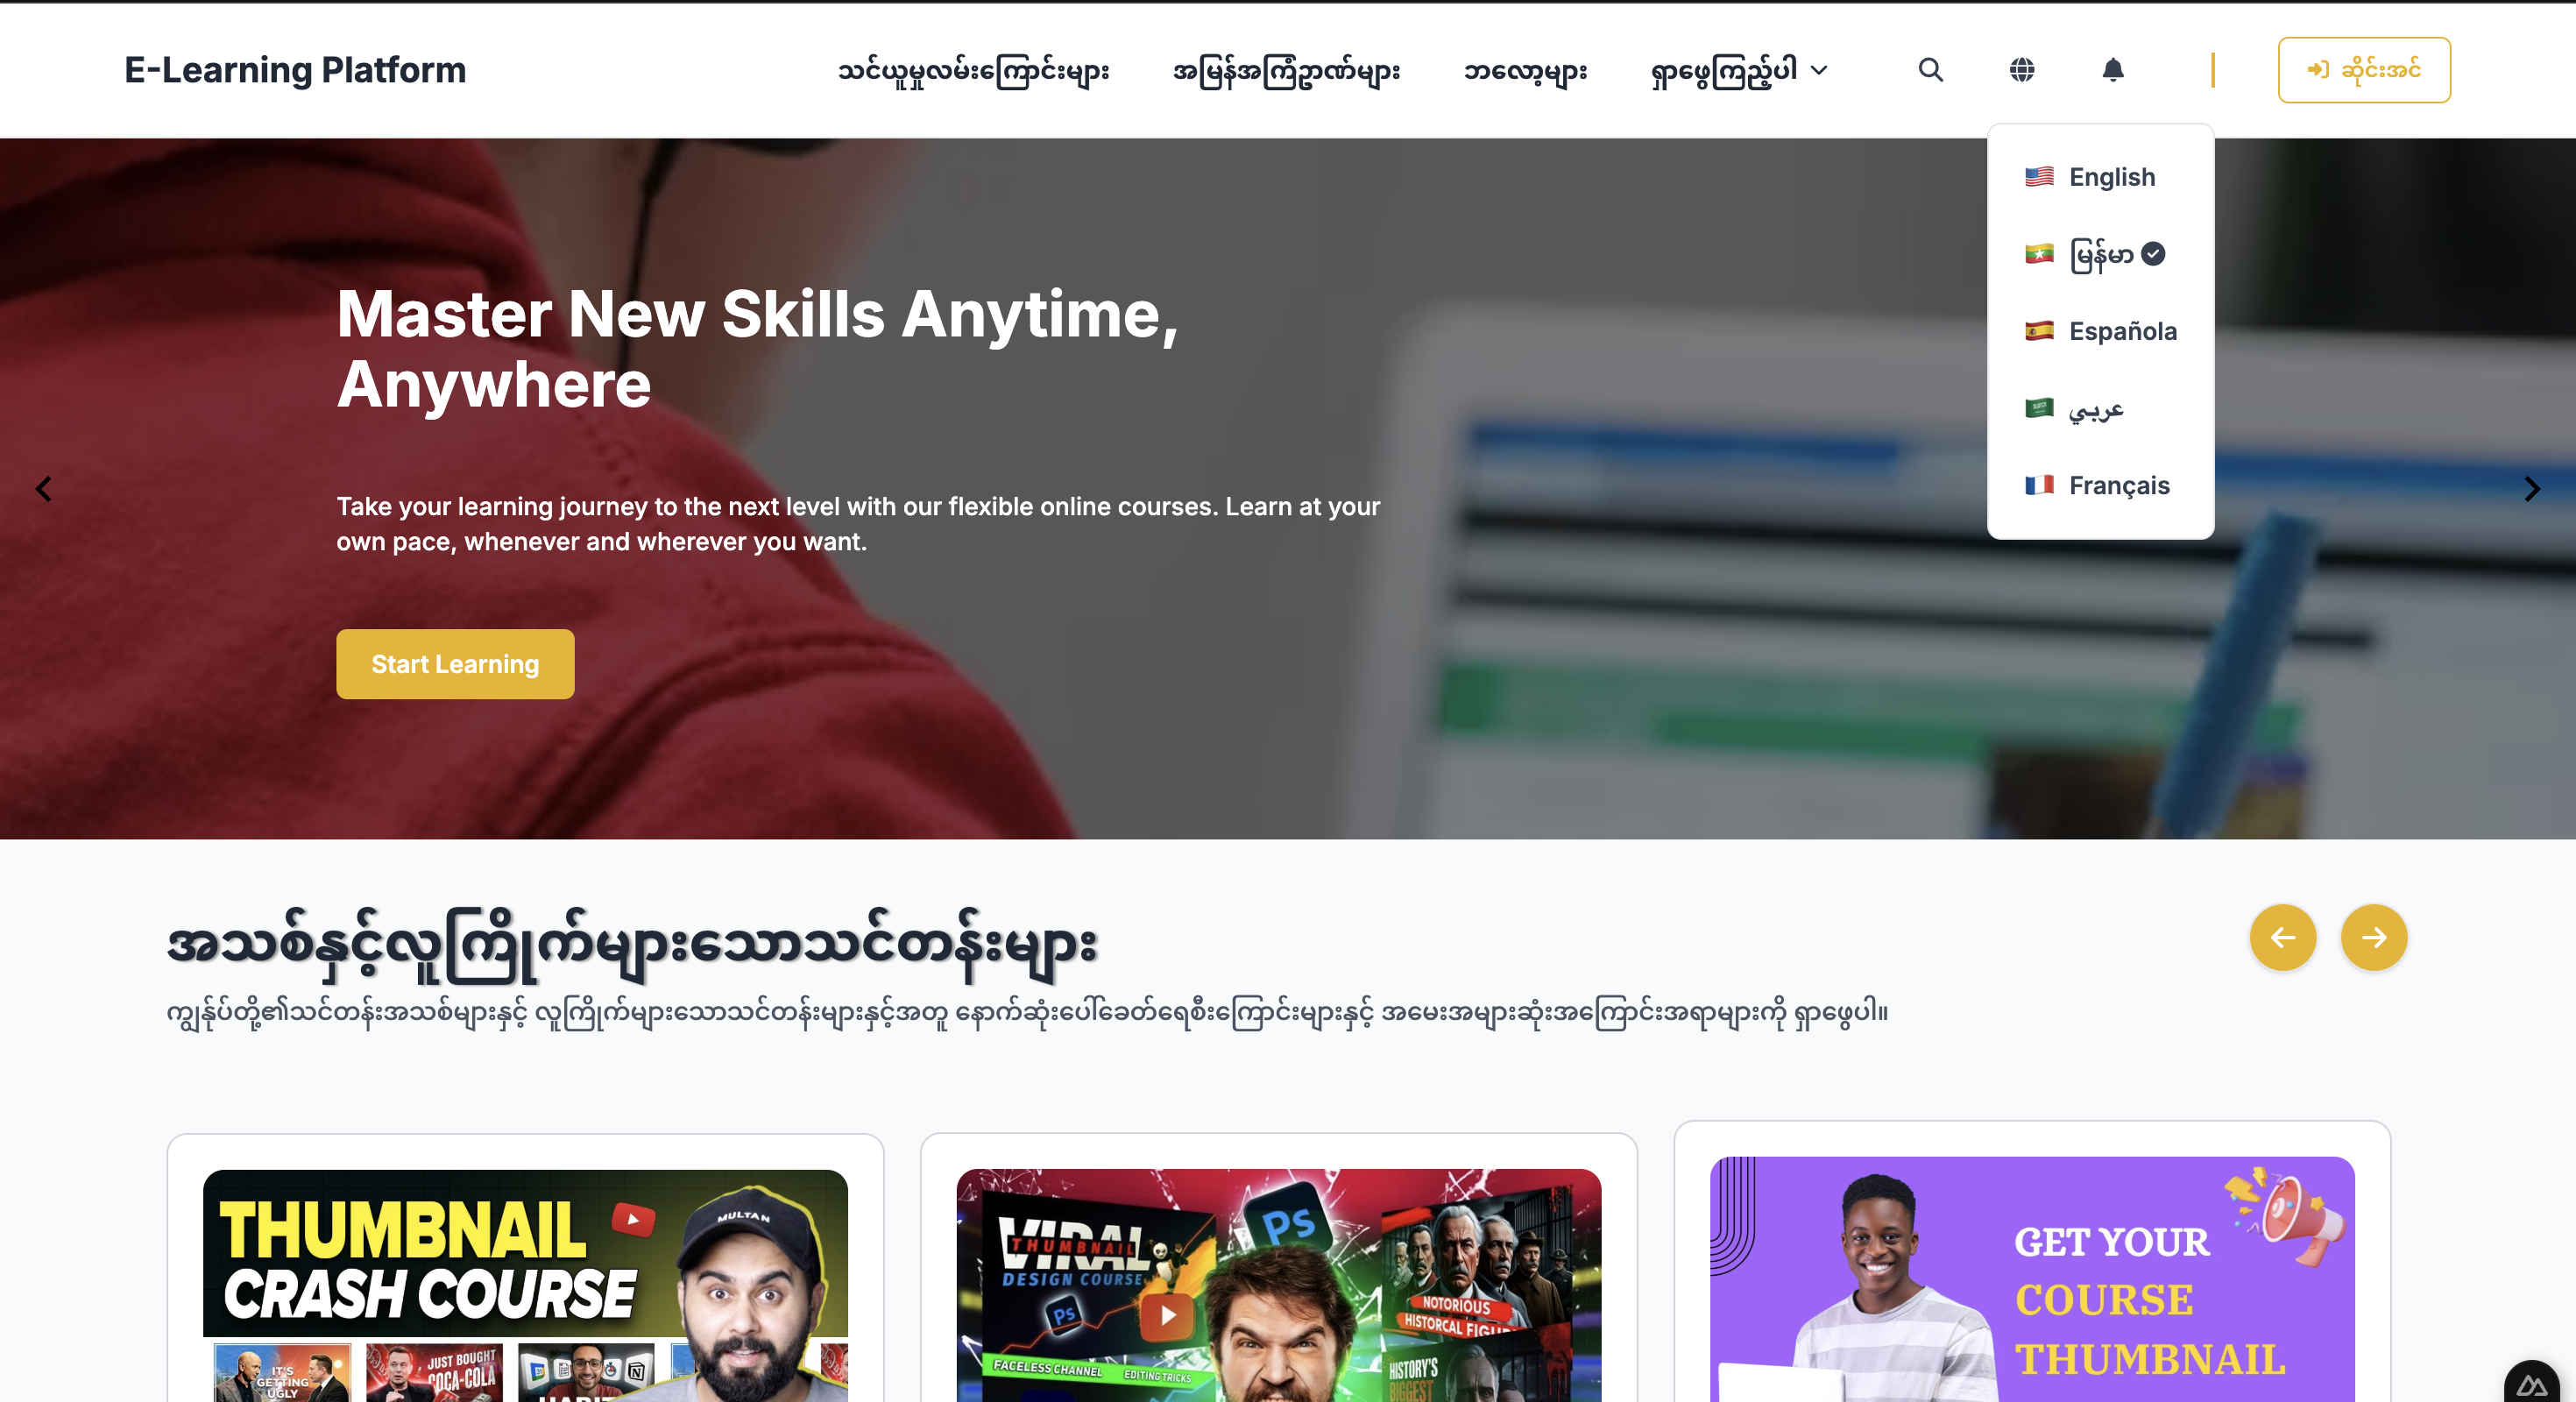 E-Learning Platform
သင်ယူမှုလမ်းကြောင်းများ
အမြန်အကြံဉာဏ်များ
ဘလော့များ
ရှာဖွေကြည့်ပါ
ဆိုင်းအင်
English
မြန်မာ
Española
عربي
Français
Master New Skills Anytime,
Anywhere
Take your learning journey to the next level with our flexible online courses. Learn at your
own pace, whenever and wherever you want.
Start Learning
အသစ်နှင့်လူကြိုက်များသောသင်တန်းများ
ကျွန်ုပ်တို့၏သင်တန်းအသစ်များနှင့် လူကြိုက်များသောသင်တန်းများနှင့်အတူ နောက်ဆုံးပေါ်ခေတ်ရေစီးကြောင်းများနှင့် အမေးအများဆုံးအကြောင်းအရာများကို ရှာဖွေပါ။
THUMBNAIL
CRASH COURSE
MULTAN
IT'S
GETTING
UGLY
JUST BOUGHT
COCA-COLA
VIRAL
THUMBNAIL
DESIGN COURSE
Ps
Ps
FACELESS CHANNEL
EDITING TRICKS
NOTORIOUS
HISTORCAL
HISTORY'S
BIGGEST
GET YOUR
COURSE
THUMBNAIL